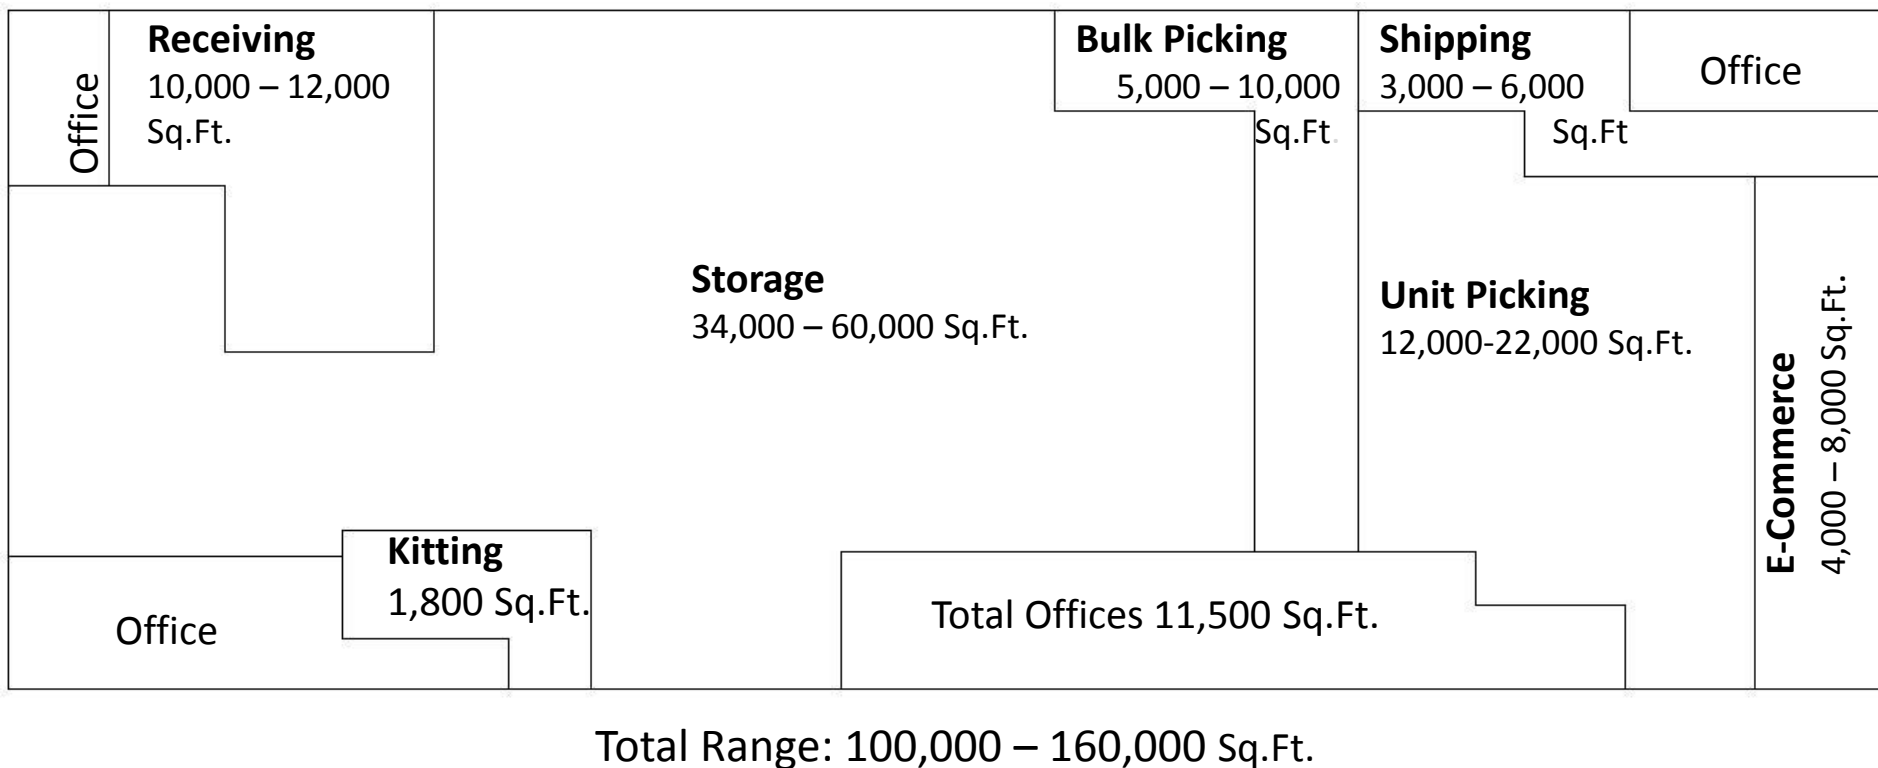 Office
Receiving
10,000 – 12,000
Sq.Ft.
Bulk Picking
5,000 – 10,000
Sq.Ft.
Shipping
3,000 – 6,000
Sq.Ft
Office
Storage
34,000 – 60,000 Sq.Ft.
Unit Picking
12,000-22,000 Sq.Ft.
E-Commerce
4,000 – 8,000 Sq.Ft.
Kitting
1,800 Sq.Ft.
Office
Total Offices 11,500 Sq.Ft.
Total Range: 100,000 – 160,000 Sq.Ft.